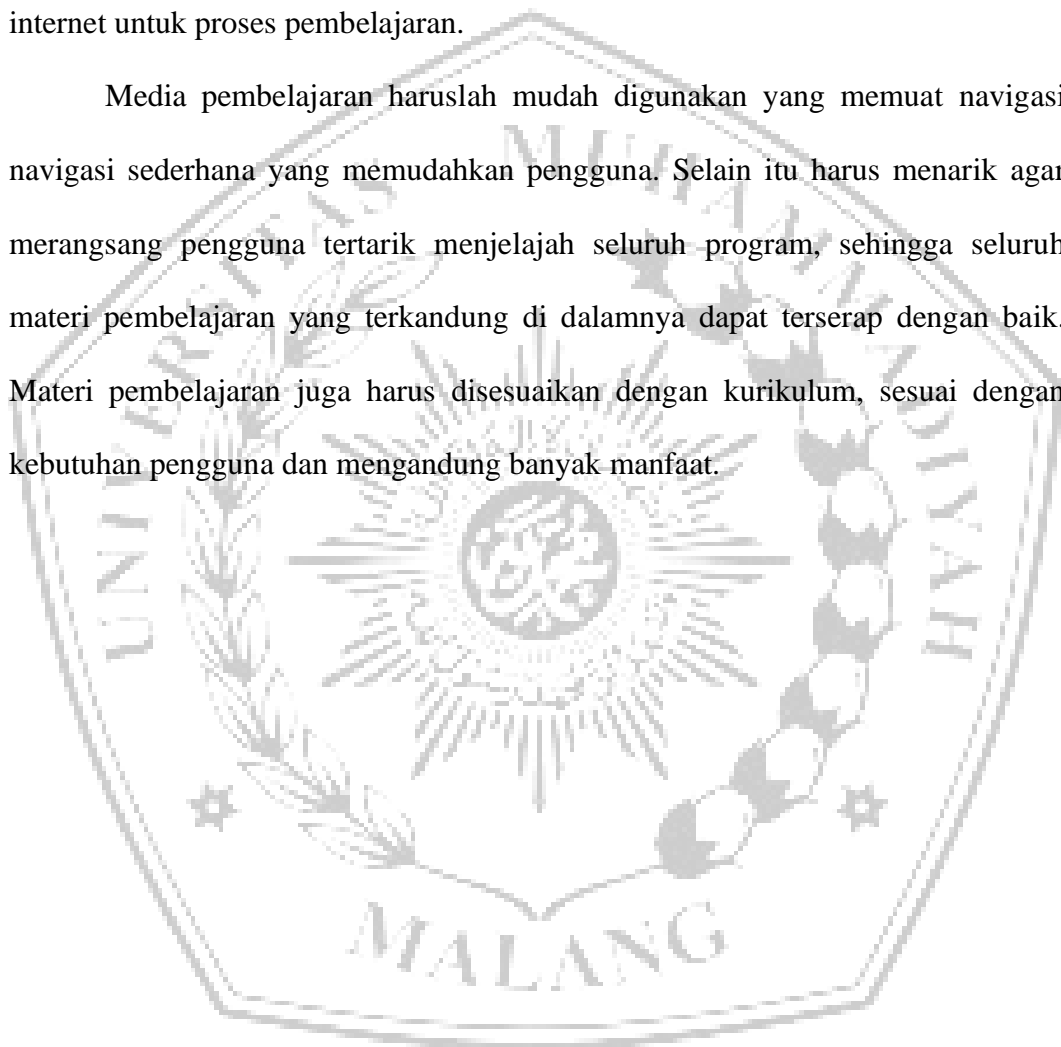 internet untuk proses pembelajaran.
Media pembelajaran haruslah mudah digunakan yang memuat navigasi
navigasi sederhana yang memudahkan pengguna. Selain itu harus menarik agar
merangsang pengguna tertarik menjelajah seluruh program, sehingga seluruh
materi pembelajaran yang terkandung di dalamnya dapat terserap dengan baik.
Materi pembelajaran juga harus disesuaikan dengan kurikulum, sesuai dengan
kebutuhan pengguna dan mengandung banyak manfaat.
UNIVERSITAS MUHAMMADIYAH
MALANG